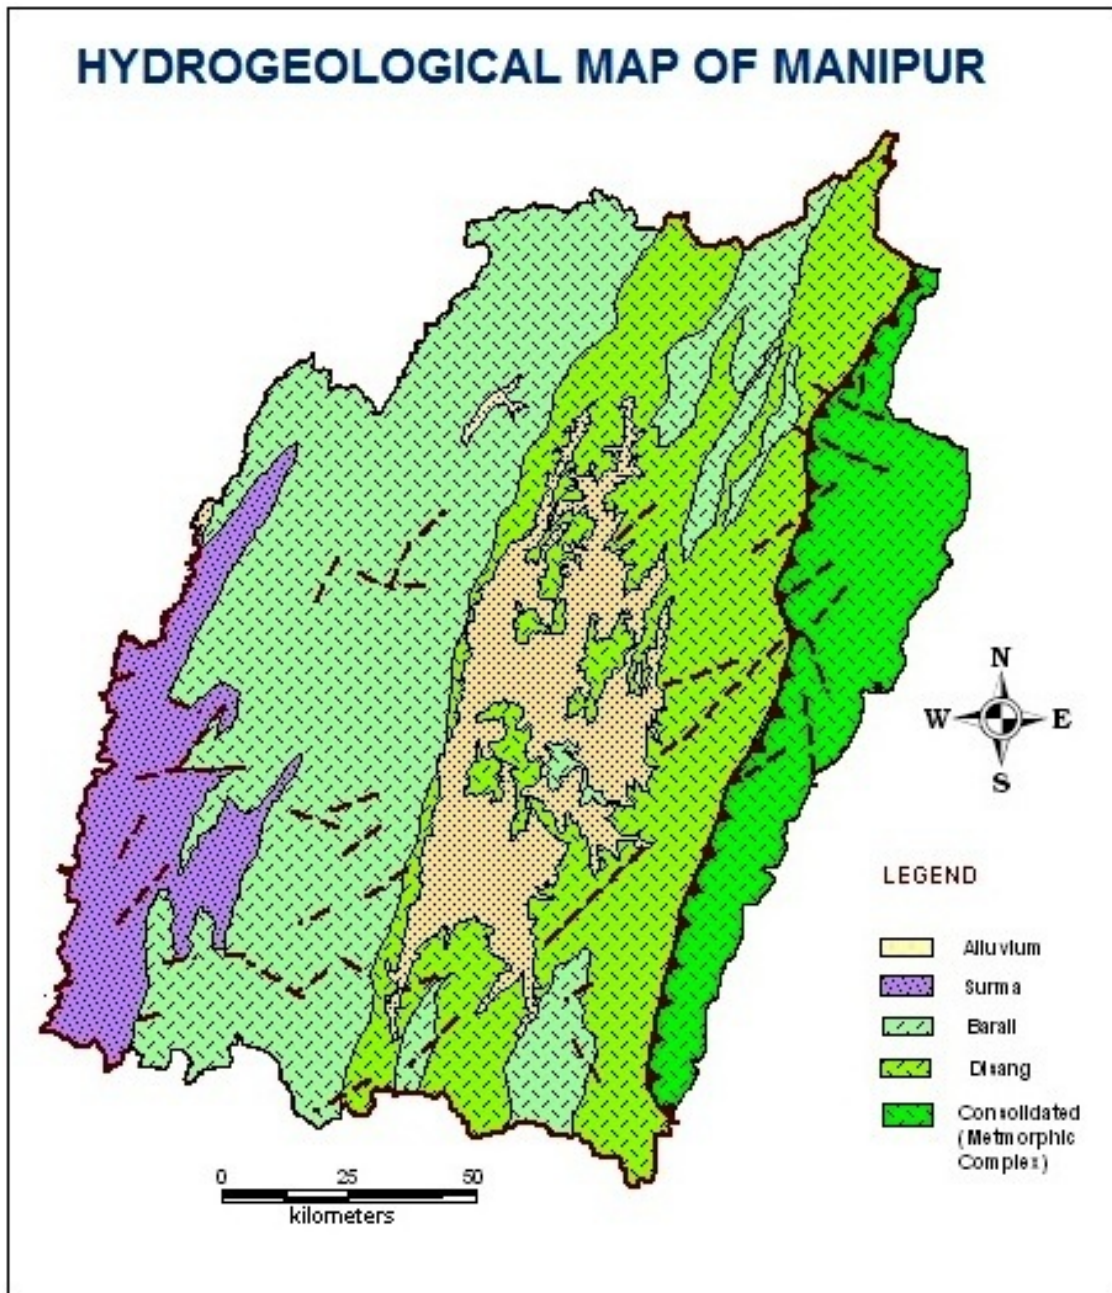 HYDROGEOLOGICAL MAP OF MANIPUR
N
W E
S
LEGEND
Alluvium
Surma
Barail
Disang
Consolidated
(Metmorphic
Complex)
0 25 50
kilometers